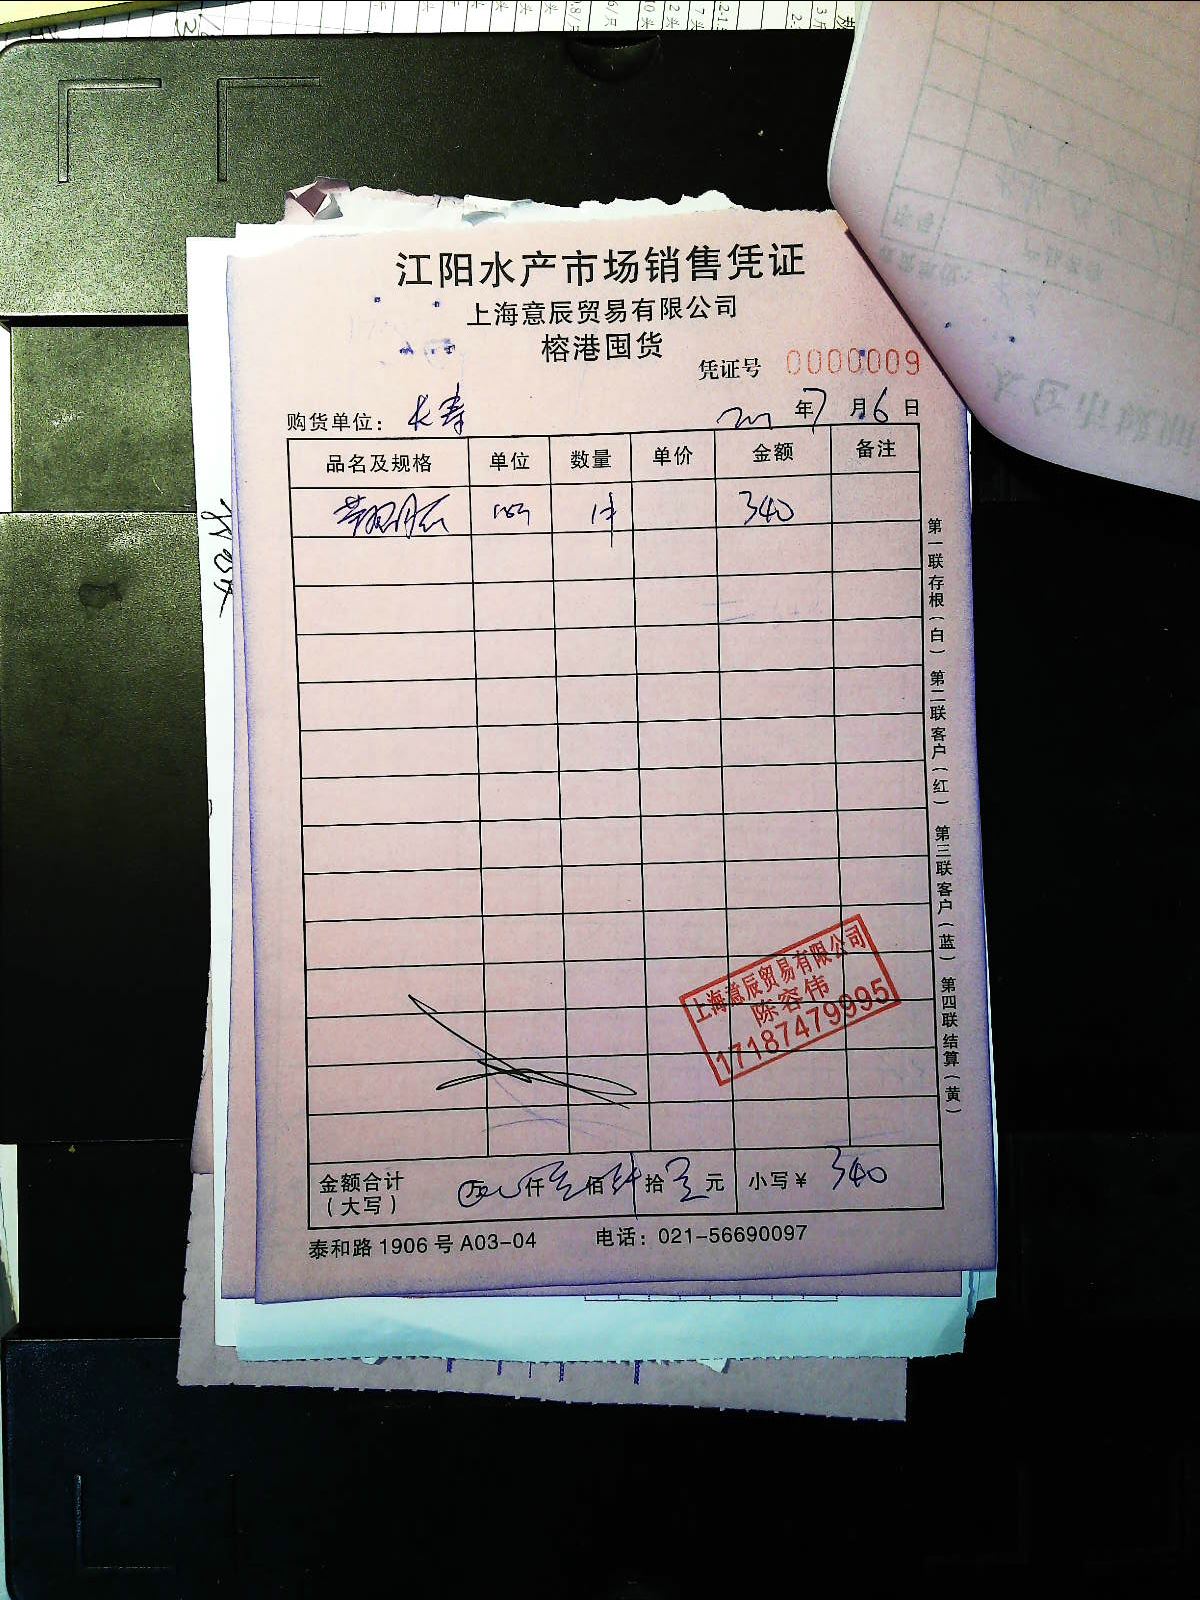 江阳水产市场销售凭证
上海意辰贸易有限公司
榕港囤货
凭证号 0000009
购货单位： 长寿 年7月6日
品名及规格 单位 数量 单价 金额 备注
1件 340
第一联存根（白） 第二联客户（红） 第三联客户（蓝） 第四联结算（黄）
上海意辰贸易有限公司
陈容伟
17187479995
金额合计（大写） 万 仟 佰 拾 元 小写￥ 340
泰和路1906号A03-04 电话：021-56690097